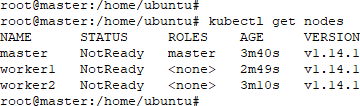 root@master:/home/ubuntu#
root@master:/home/ubuntu# kubectl get nodes
NAME STATUS ROLES AGE VERSION
master NotReady master 3m40s v1.14.1
worker1 NotReady <none> 2m49s v1.14.1
worker2 NotReady <none> 3m10s v1.14.1
root@master:/home/ubuntu#